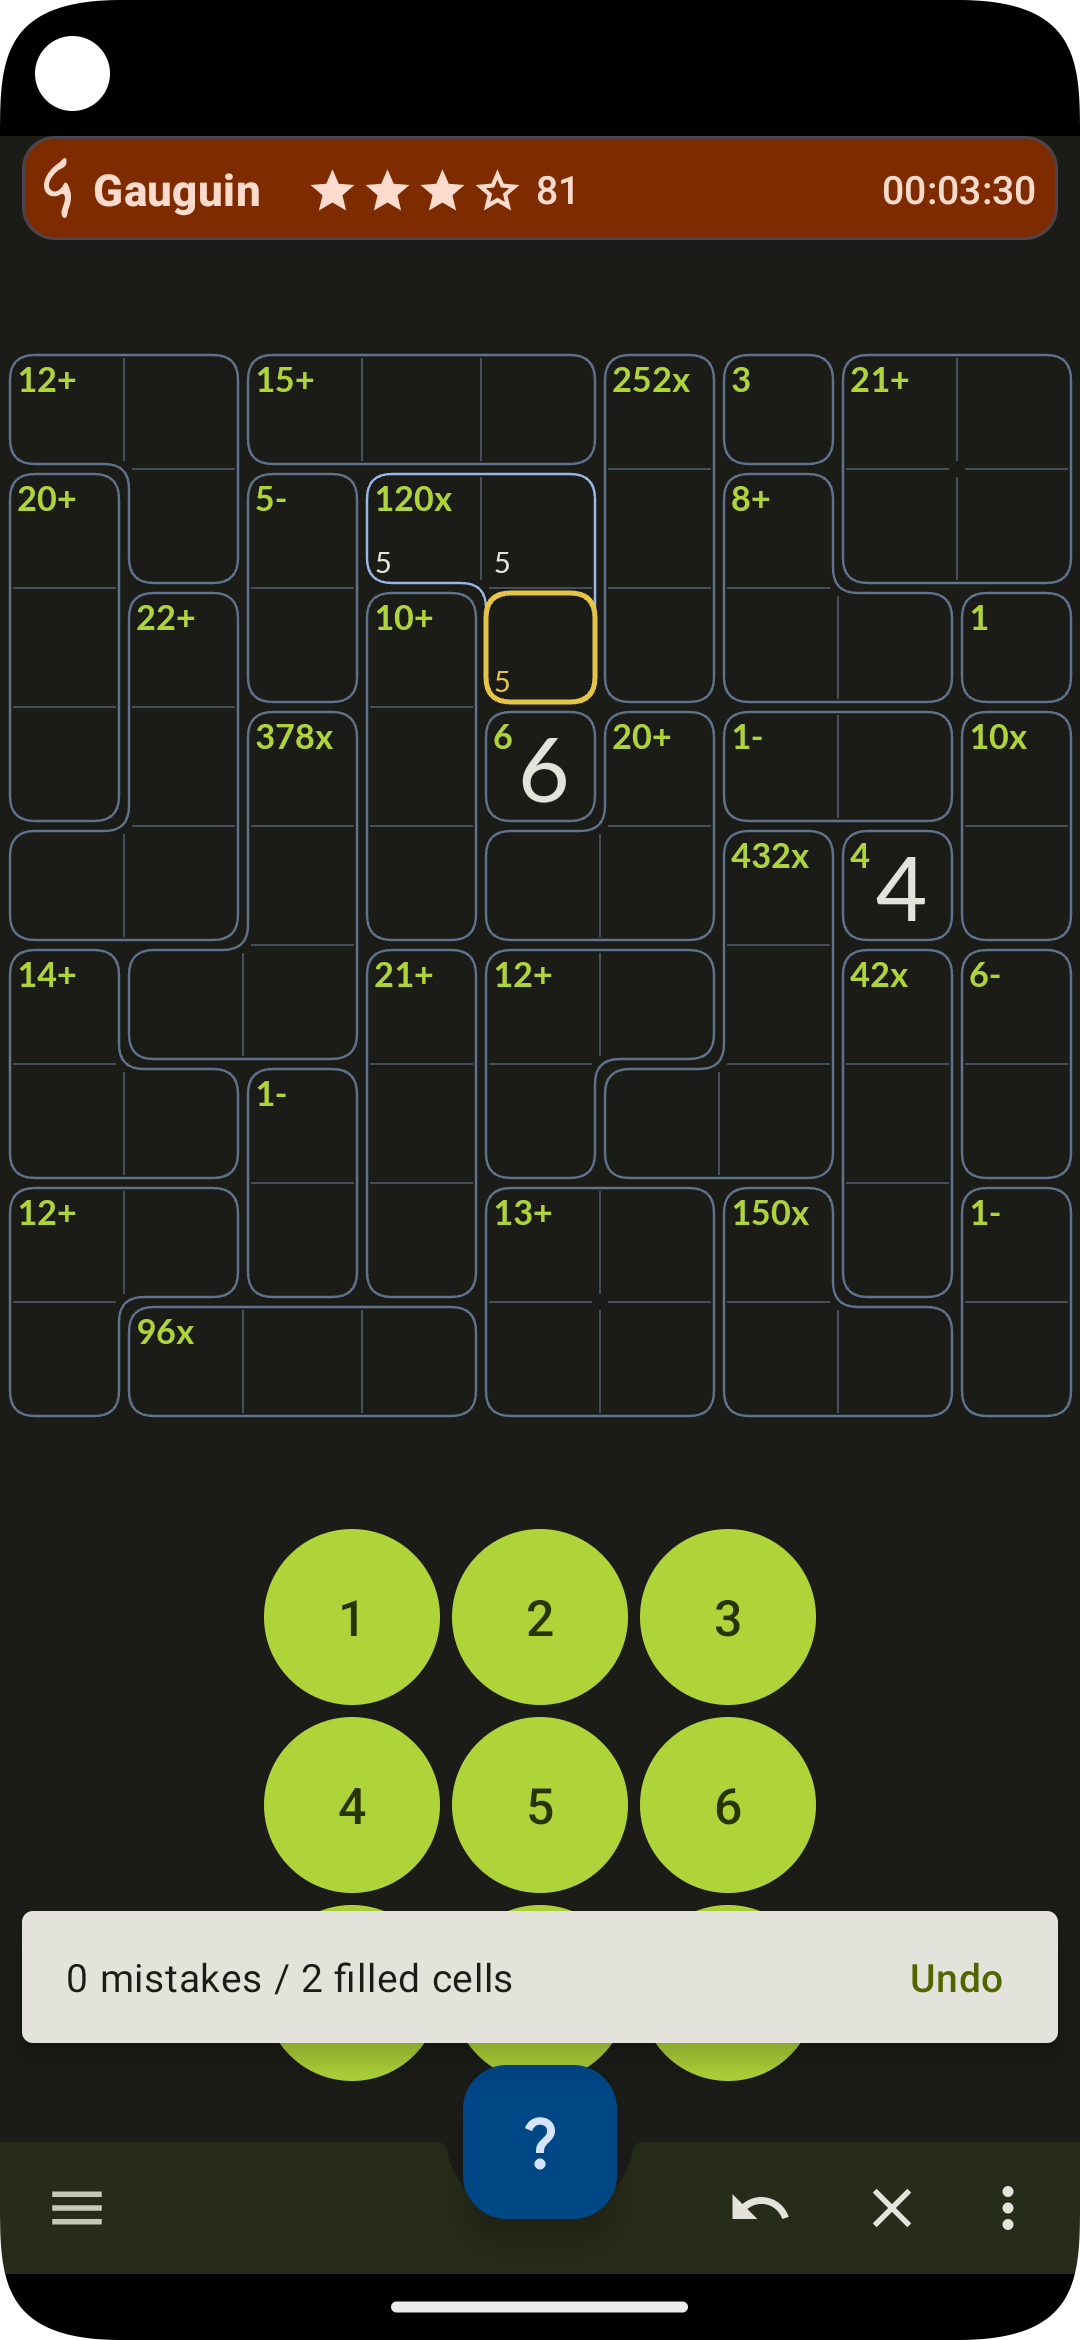 Gauguin 81 00:03:30
12+ 15+ 252x 3 21+
20+ 5- 120x 8+
5 5
22+ 10+ 1
5
378x 6 6 20+ 1- 10x
432x 4 4
14+ 21+ 12+ 42x 6-
1-
12+ 13+ 150x 1-
96x
1 2 3
4 5 6
0 mistakes / 2 filled cells Undo
?